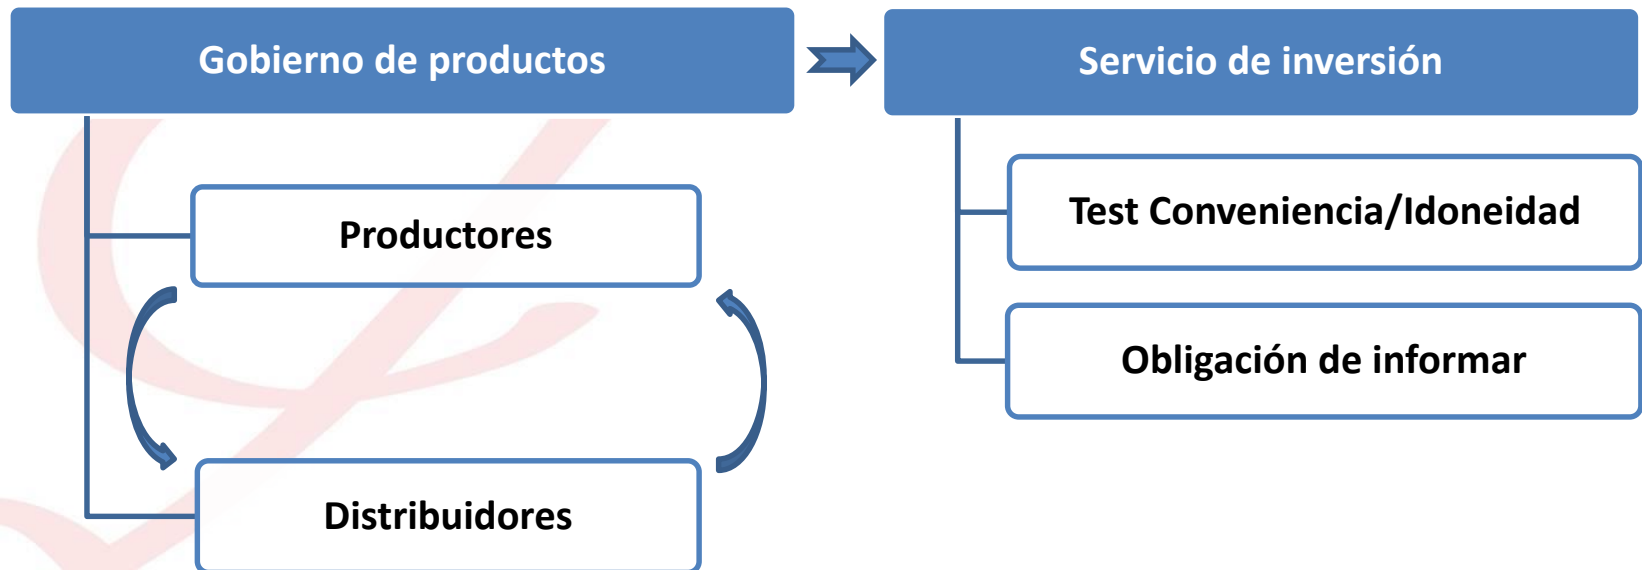 Gobierno de productos
Productores
Distribuidores
Servicio de inversión
Test Conveniencia/Idoneidad
Obligación de informar